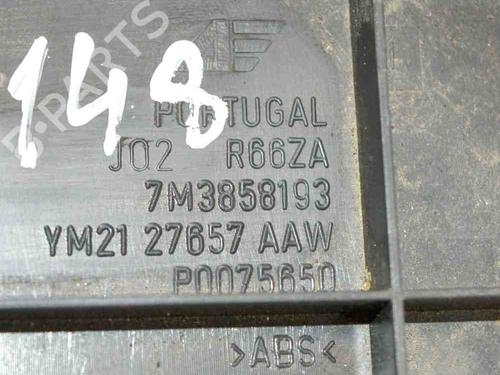 148
PORTUGAL
J02 R66ZA
7M3858193
YM21 27657 AAW
P0075650
>ABS<